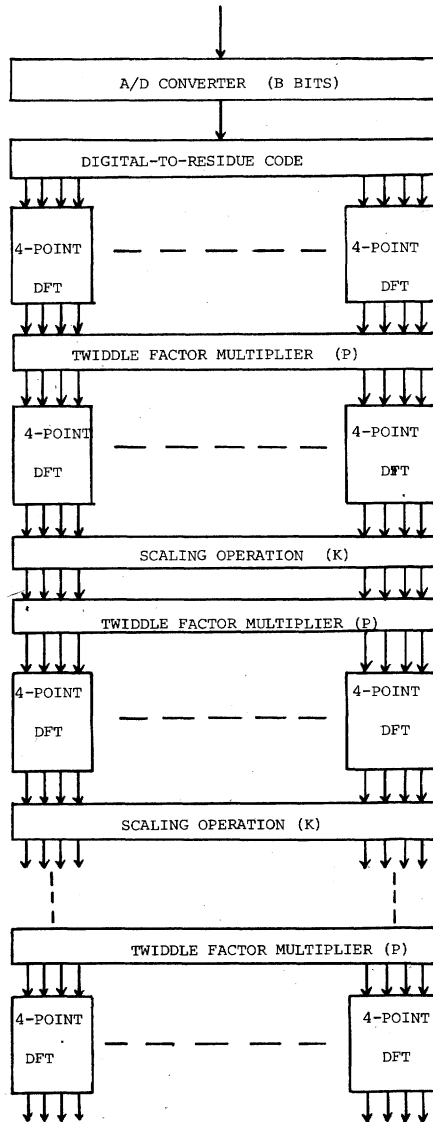 A/D CONVERTER (B BITS)
DIGITAL-TO-RESIDUE CODE
4-POINT
DFT
4-POINT
DFT
TWIDDLE FACTOR MULTIPLIER (P)
4-POINT
DFT
4-POINT
DFT
SCALING OPERATION (K)
TWIDDLE FACTOR MULTIPLIER (P)
4-POINT
DFT
4-POINT
DFT
SCALING OPERATION (K)
TWIDDLE FACTOR MULTIPLIER (P)
4-POINT
DFT
4-POINT
DFT